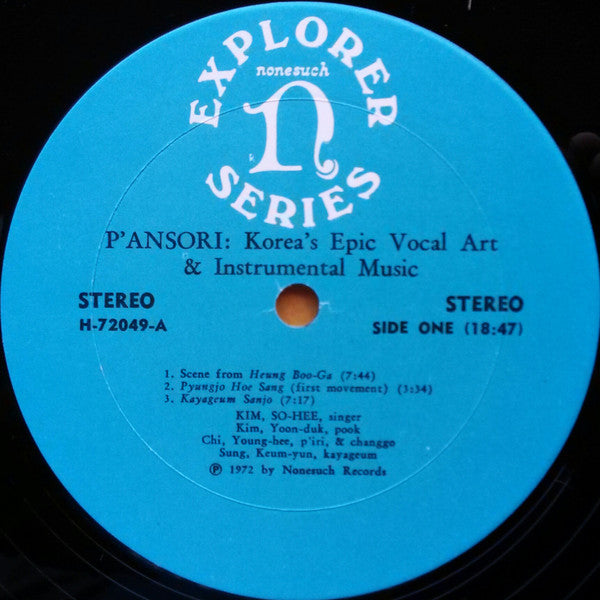 EXPLORER
nonesuch
n
SERIES
P'ANSORI: Korea's Epic Vocal Art
& Instrumental Music
STEREO
H-72049-A
STEREO
SIDE ONE (18:47)
1. Scene from Heung Boo-Ga (7:44)
2. Pyungjo Hoe Sang (first movement) (3:34)
3. Kayageum Sanjo (7:17)
KIM, SO-HEE, singer
Kim, Yoon-duk, pook
Chi, Young-hee, p'iri, & changgo
Sung, Keum-yun, kayageum
Ⓟ 1972 by Nonesuch Records